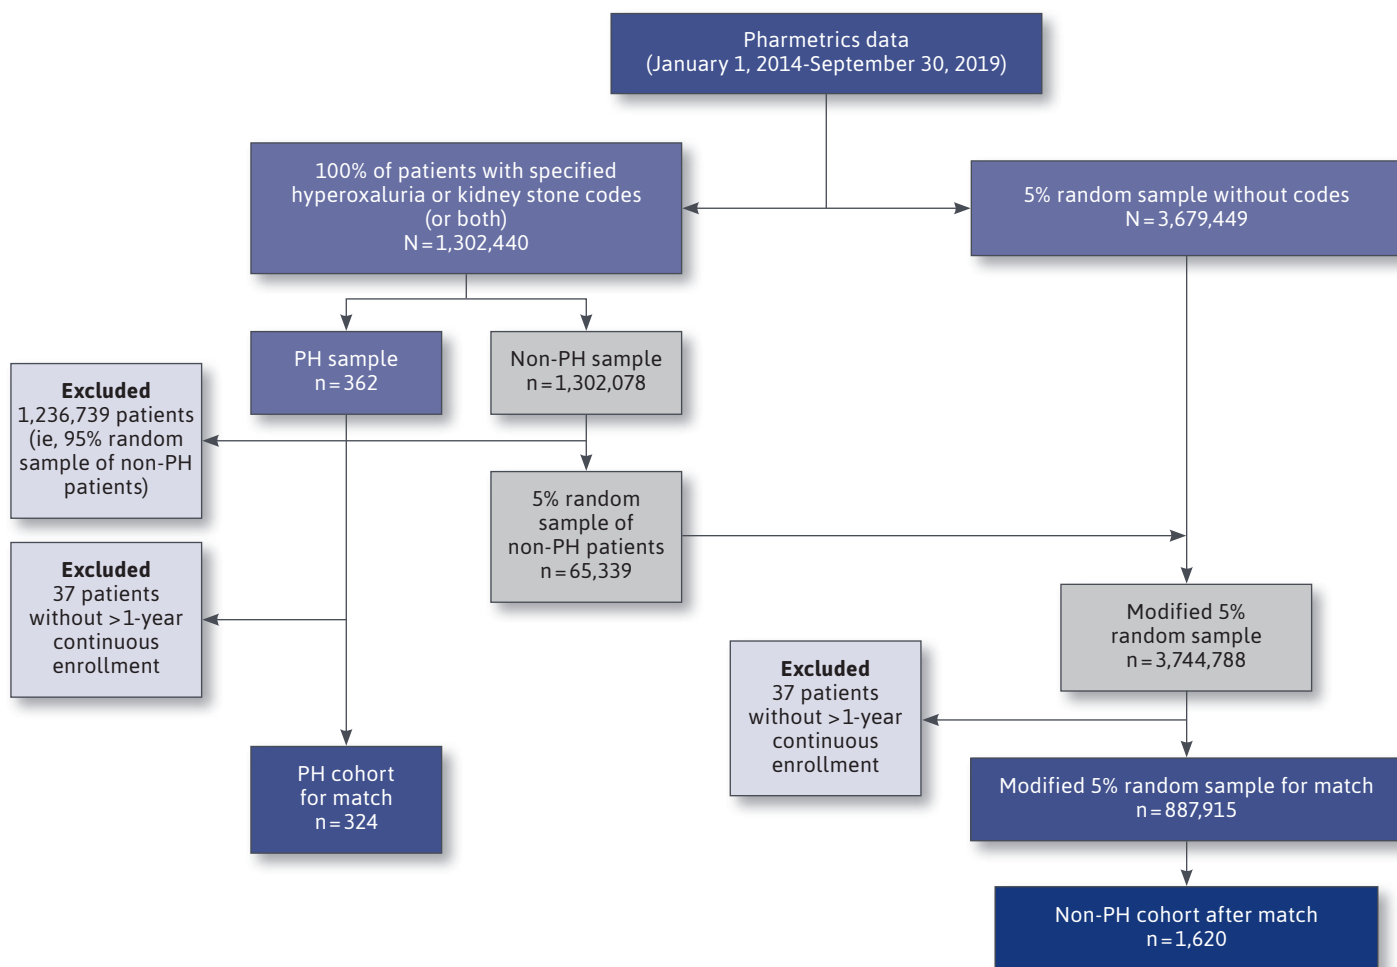 Pharmetrics data
(January 1, 2014-September 30, 2019)
100% of patients with specified
hyperoxaluria or kidney stone codes
(or both)
N=1,302,440
5% random sample without codes
N=3,679,449
PH sample
n=362
Non-PH sample
n=1,302,078
Excluded
1,236,739 patients
(ie, 95% random
sample of non-PH
patients)
5% random
sample of
non-PH patients
n=65,339
Excluded
37 patients
without >1-year
continuous
enrollment
Modified 5%
random sample
n=3,744,788
Excluded
37 patients
without >1-year
continuous
enrollment
PH cohort
for match
n=324
Modified 5% random sample for match
n=887,915
Non-PH cohort after match
n=1,620